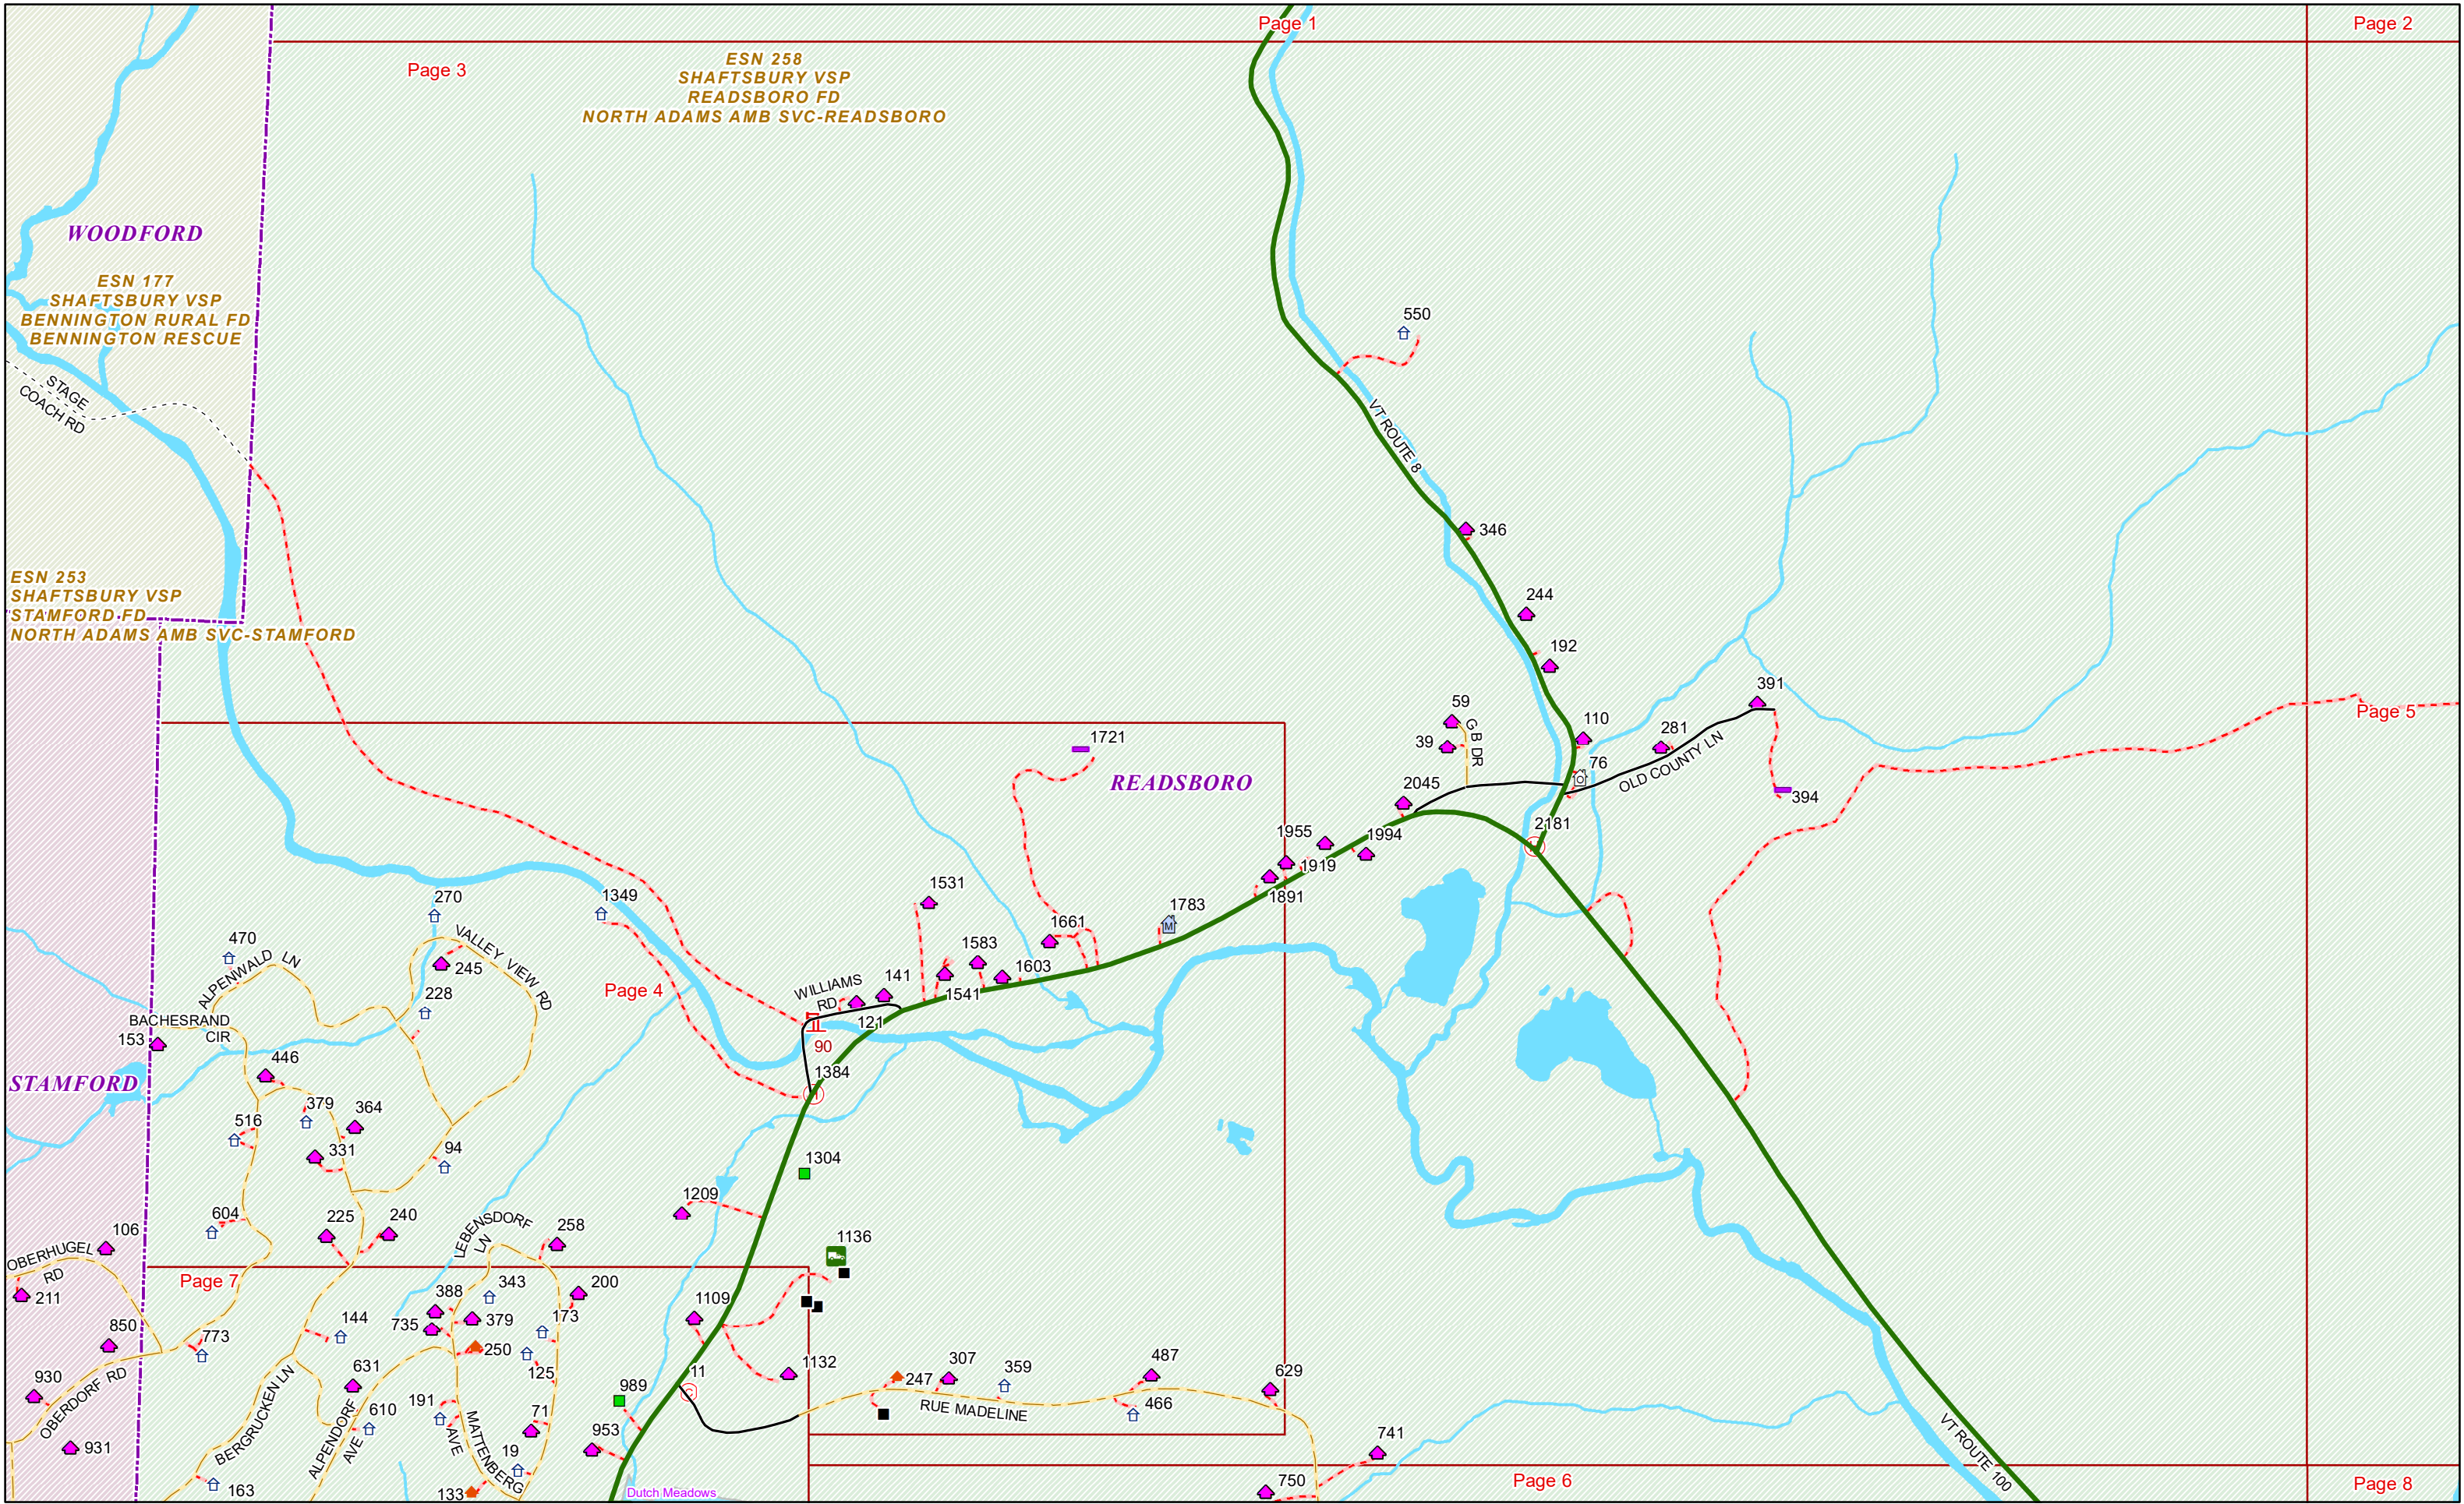 Page 1
Page 2
Page 3
ESN 258
SHAFTSBURY VSP
READSBORO FD
NORTH ADAMS AMB SVC-READSBORO
WOODFORD
ESN 177
SHAFTSBURY VSP
BENNINGTON RURAL FD
BENNINGTON RESCUE
STAGE
COACH RD
550
VT ROUTE 8
346
ESN 253
SHAFTSBURY VSP
STAMFORD FD
NORTH ADAMS AMB SVC-STAMFORD
244
192
391
59
G B DR
39
110
281
Page 5
1721
READSBORO
76
OLD COUNTY LN
2045
394
2181
1955
1994
1919
1891
1531
270
1349
1783
1661
470
ALPENWALD LN
VALLEY VIEW RD
245
1583
1603
228
Page 4
WILLIAMS
RD
141
1541
121
BACHESRAND
CIR
153
90
446
1384
STAMFORD
379
364
516
331
94
1304
1209
604
225
240
LEBENSDORF
LN
258
106
1136
OBERHUGEL
RD
Page 7
211
388
343
200
1109
735
379
173
144
850
773
250
125
11
1132
247
307
359
487
629
930
OBERDORF RD
631
989
RUE MADELINE
466
BERGRUCKEN LN
ALPENDORF
AVE
610
191
MATTENBERG
AVE
71
953
931
19
741
VT ROUTE 100
163
133
Dutch Meadows
750
Page 6
Page 8